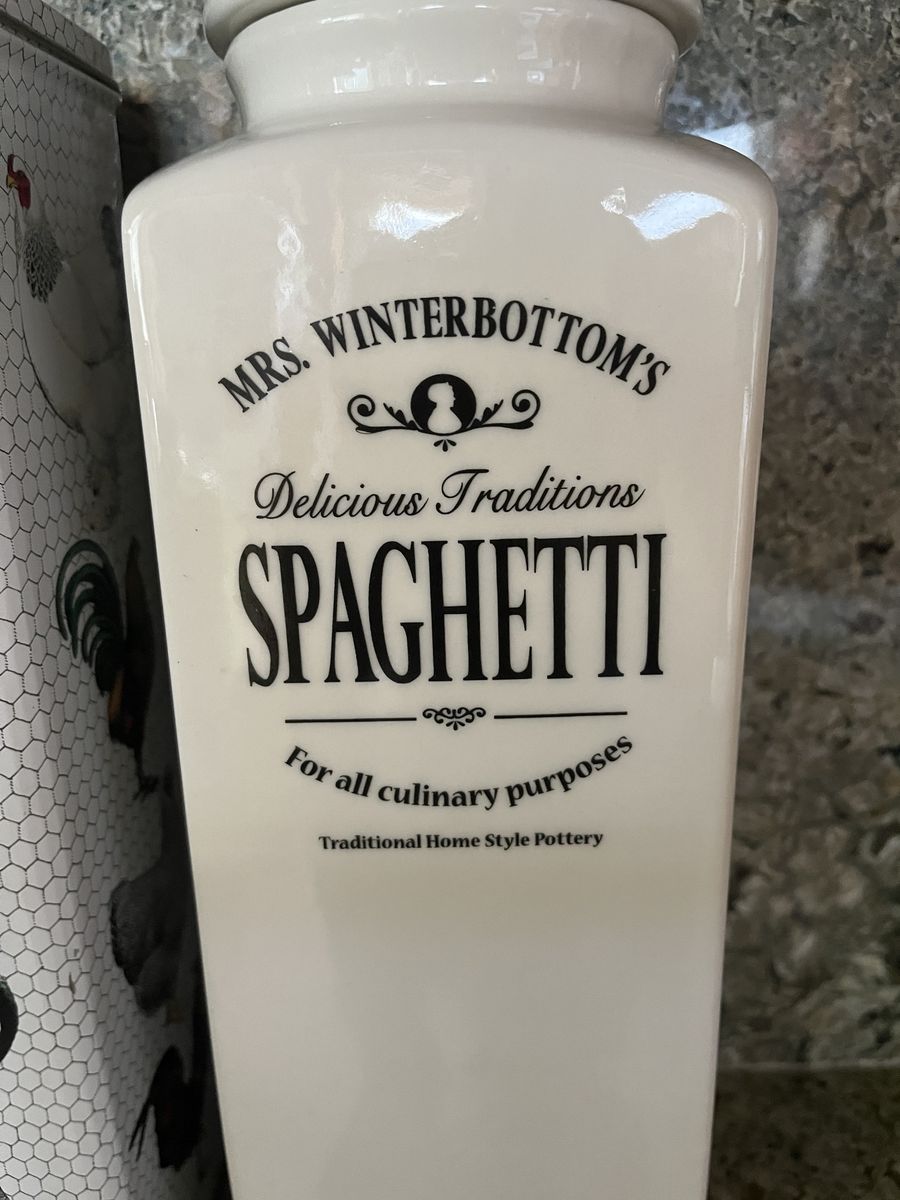 MRS. WINTERBOTTOM'S
Delicious Traditions
SPAGHETTI
For all culinary purposes
Traditional Home Style Pottery